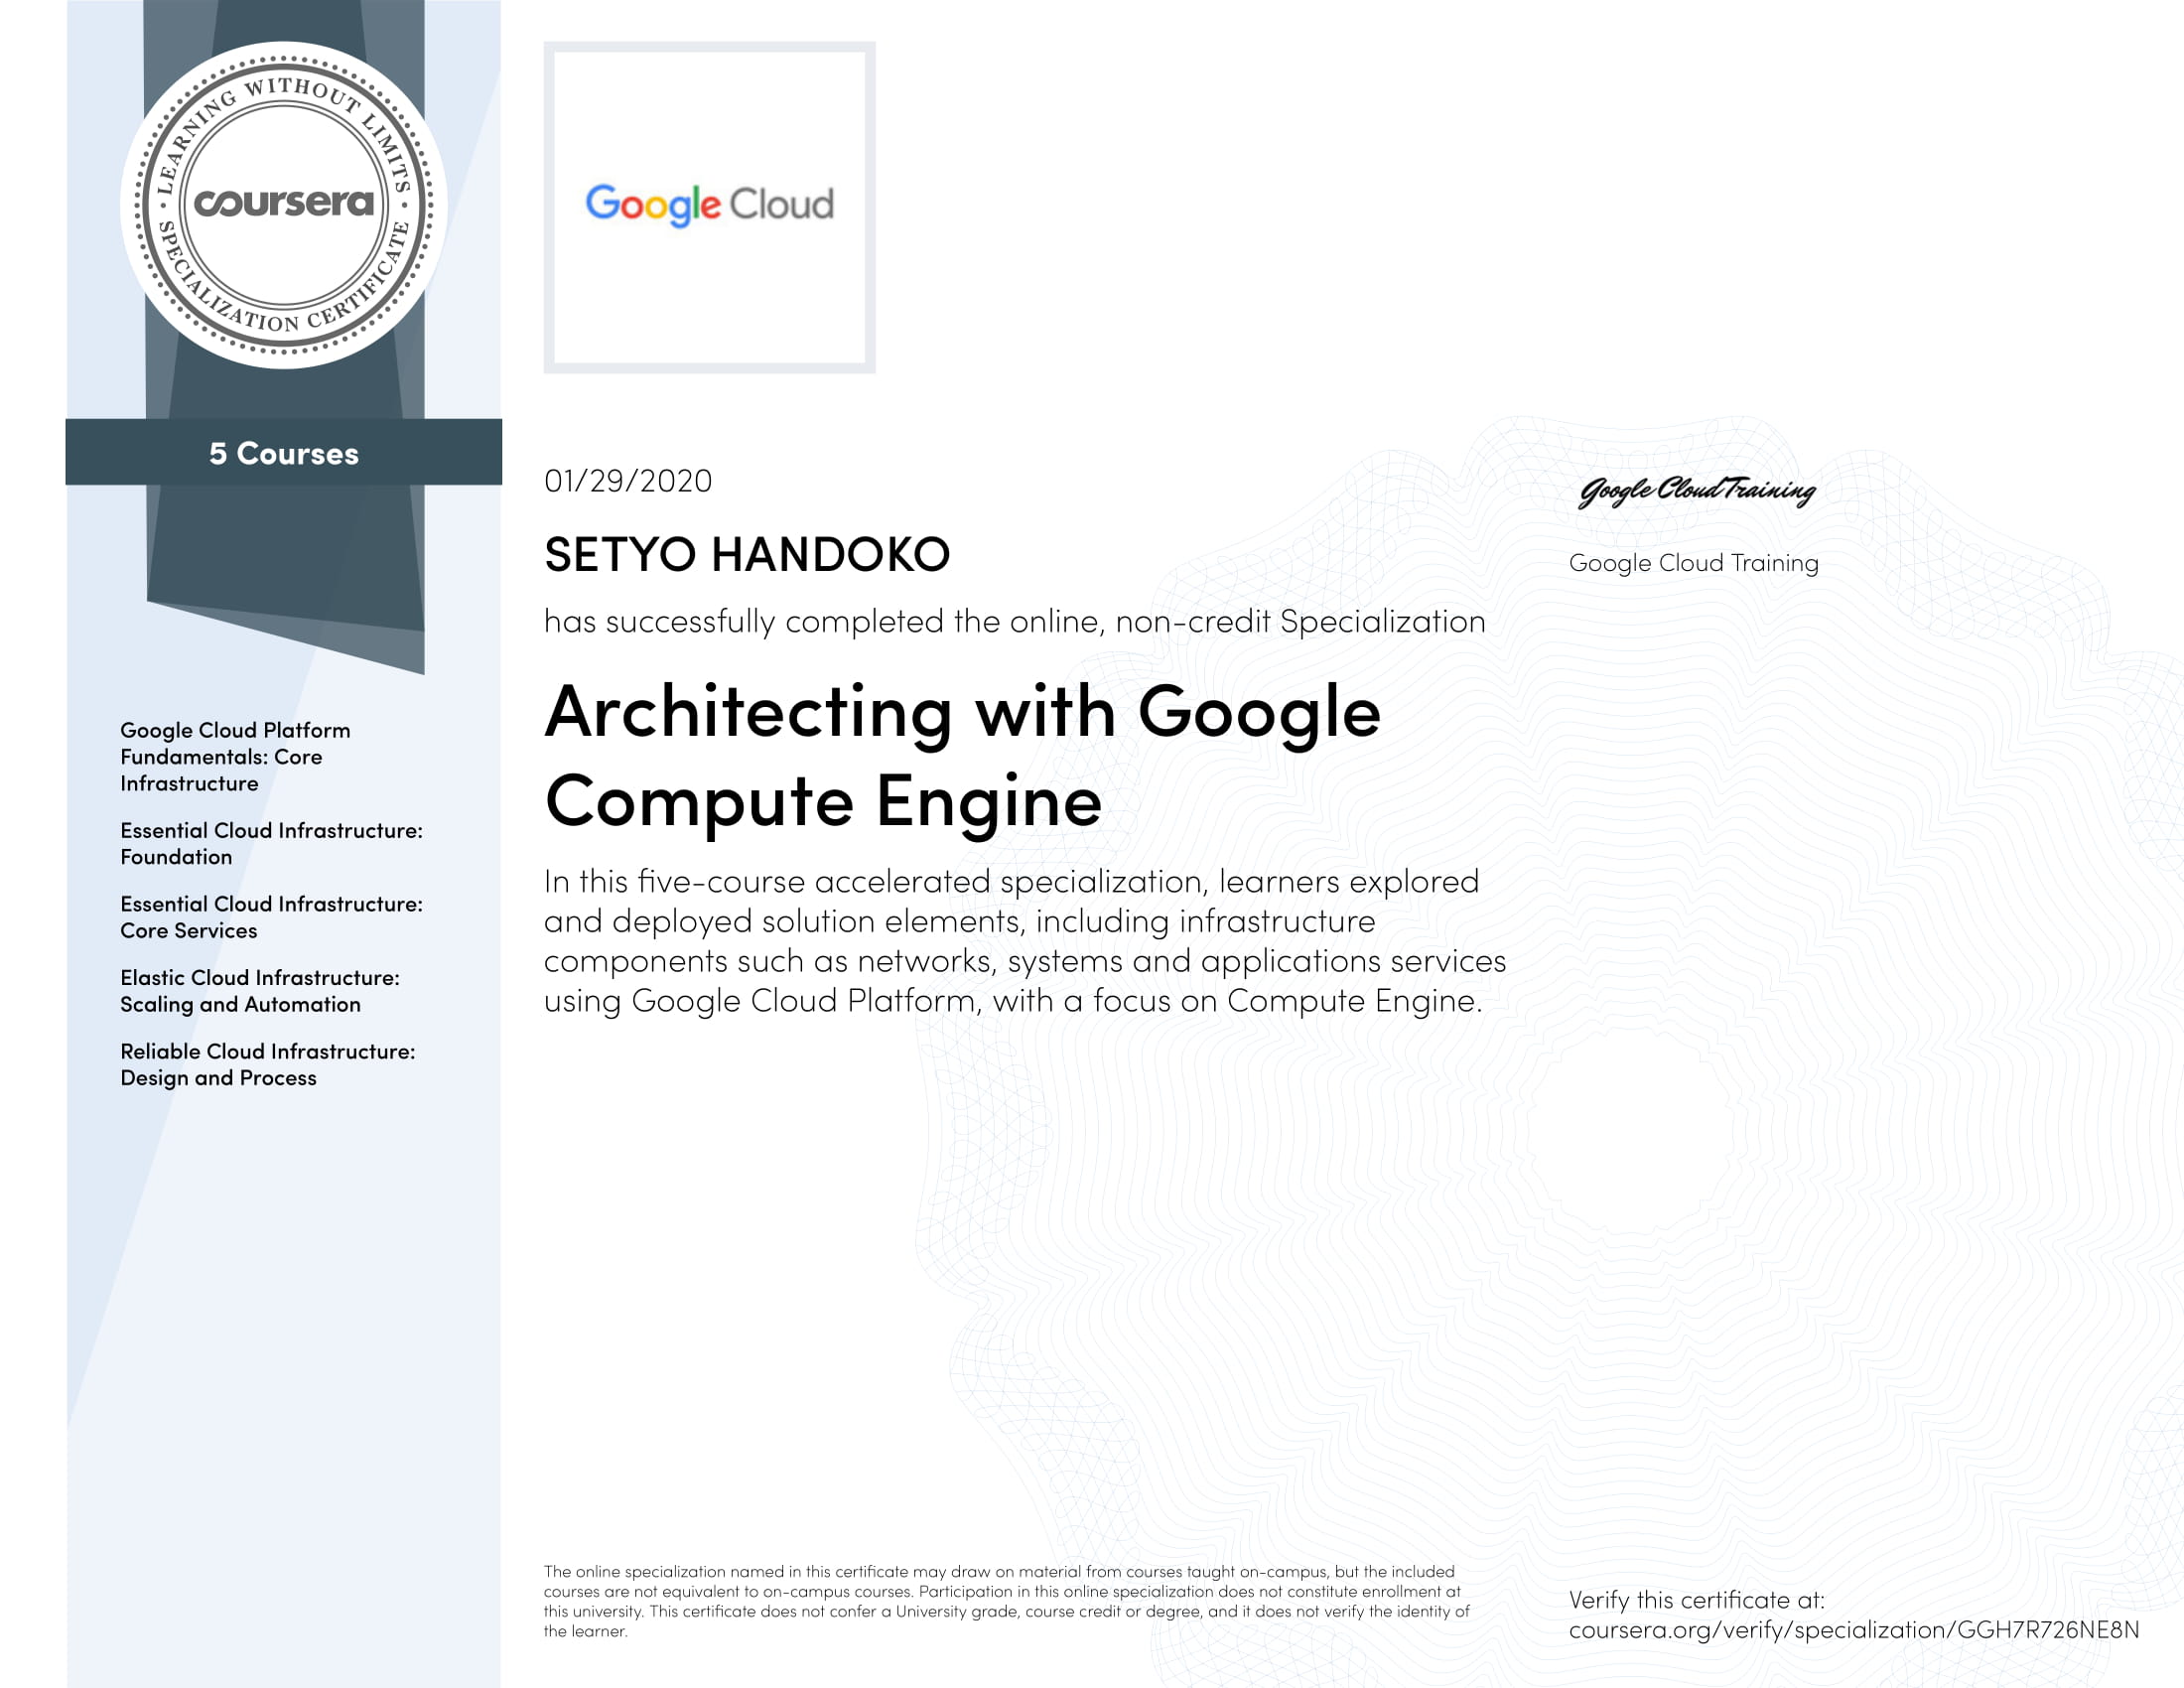 LEARNING WITHOUT LIMITS
coursera
SPECIALIZATION CERTIFICATE
5 Courses
Google Cloud Platform
Fundamentals: Core
Infrastructure
Essential Cloud Infrastructure:
Foundation
Essential Cloud Infrastructure:
Core Services
Elastic Cloud Infrastructure:
Scaling and Automation
Reliable Cloud Infrastructure:
Design and Process
Google Cloud
01/29/2020
SETYO HANDOKO
has successfully completed the online, non-credit Specialization
Architecting with Google
Compute Engine
In this five-course accelerated specialization, learners explored
and deployed solution elements, including infrastructure
components such as networks, systems and applications services
using Google Cloud Platform, with a focus on Compute Engine.
Google Cloud Training
Google Cloud Training
The online specialization named in this certificate may draw on material from courses taught on-campus, but the included
courses are not equivalent to on-campus courses. Participation in this online specialization does not constitute enrollment at
this university. This certificate does not confer a University grade, course credit or degree, and it does not verify the identity of
the learner.
Verify this certificate at:
coursera.org/verify/specialization/GGH7R726NE8N